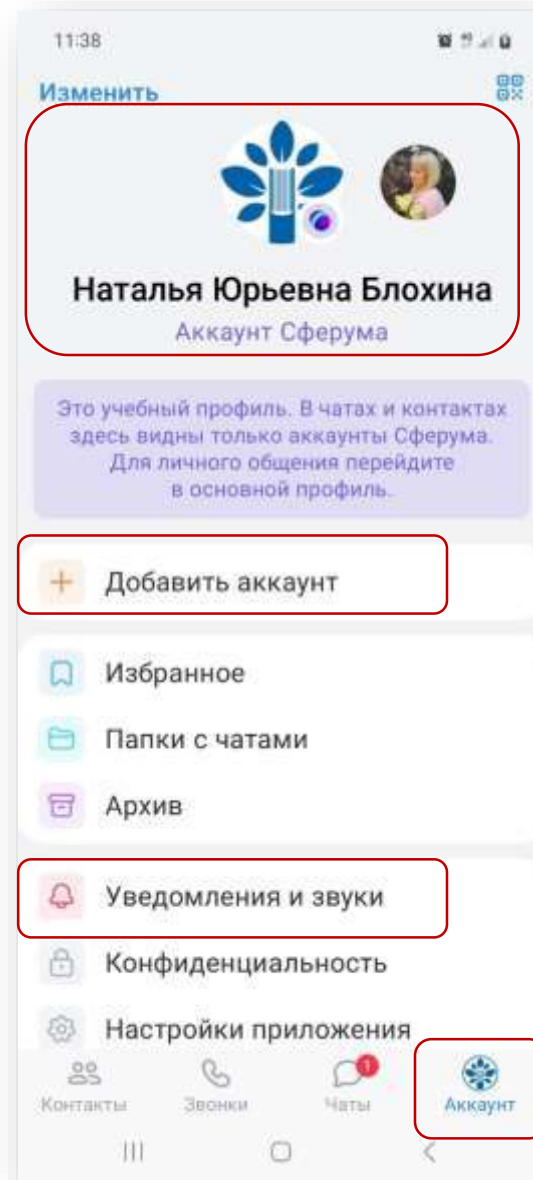 11:38
Изменить
Наталья Юрьевна Блохина
Аккаунт Сферума
Это учебный профиль. В чатах и контактах
здесь видны только аккаунты Сферума.
Для личного общения перейдите
в основной профиль.
Добавить аккаунт
Избранное
Папки с чатами
Архив
Уведомления и звуки
Конфиденциальность
Настройки приложения
1
Контакты Звонки Чаты Аккаунт